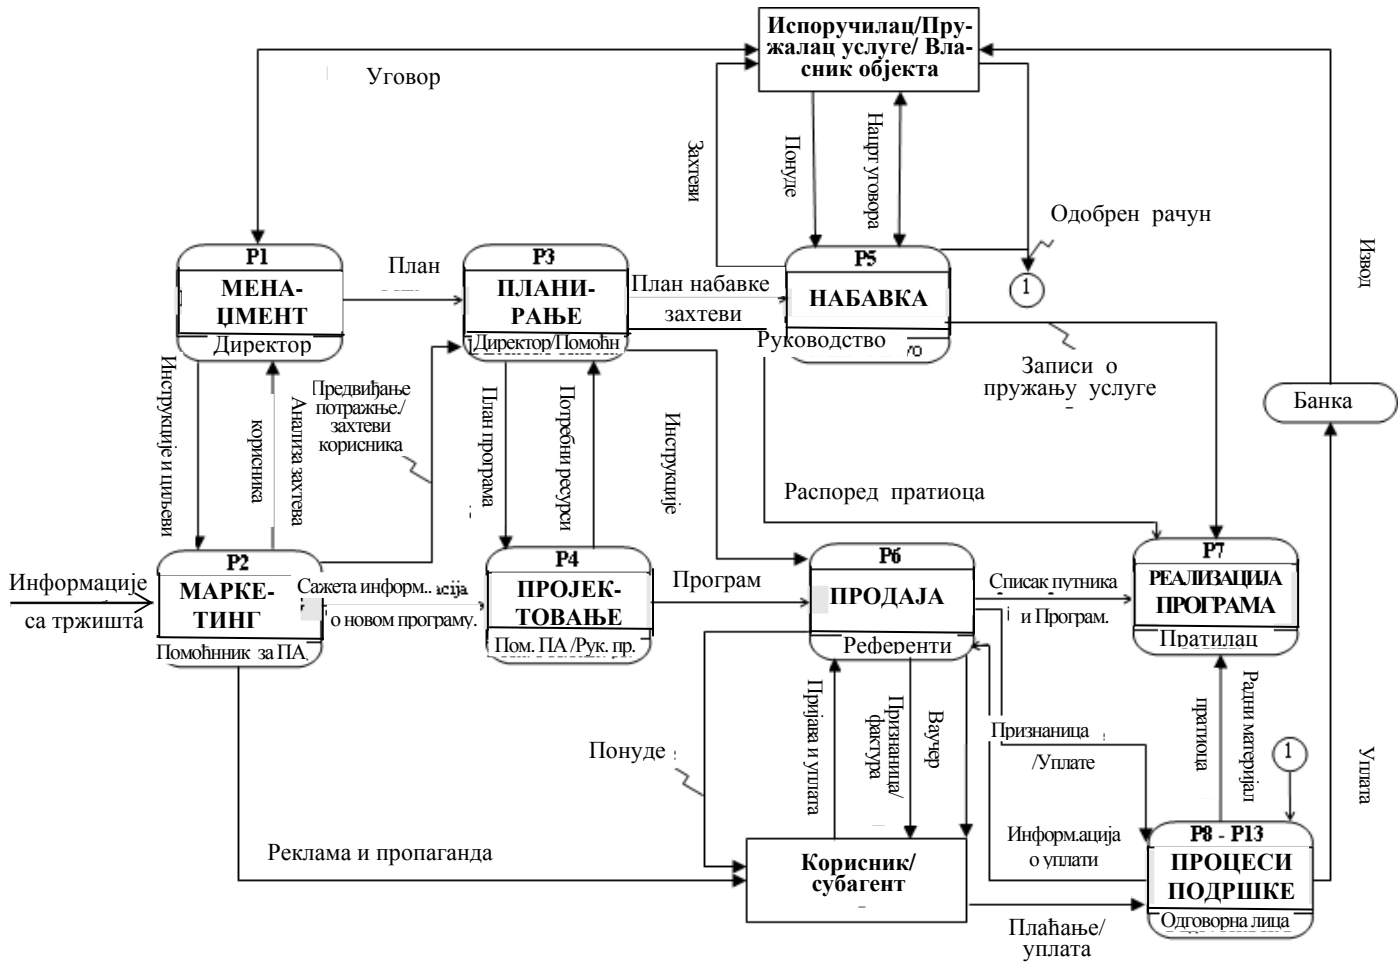 Испоручилац/Пру-
жалац услуге/ Вла-
сник објекта
Уговор
Захтеви
Понуде
Нацрт уговора
Одобрен рачун
1
Извод
P1
МЕНА-
ЏМЕНТ
Директор
План
P3
ПЛАНИ-
РАЊЕ
Директор/Помоћн
План набавке
захтеви
P5
НАБАВКА
Руководство
Записи о
пружању услуге
Банка
Инструкције и циљеви
Анализа захтева
корисника
Предвиђање
потражње./
захтеви
корисника
План програма
Потребни ресурси
Инструкције
Распоред пратиоца
Информације
са тржишта
P2
МАРКЕ-
ТИНГ
Помоћнник за ПА
Сажета информ..
о новом програму.
P4
ПРОЈЕК-
ТОВАЊЕ
Пом. ПА /Рук. пр.
Програм
P6
ПРОДАЈА
Референти
Списак путника
и Програм.
P7
РЕАЛИЗАЦИЈА
ПРОГРАМА
Пратилац
Понуде
Пријава и уплата
Признаница/
фактура
Ваучер
Признаница
/Уплате
Информ.ација
о уплати
Радни материјал
пратиоца
1
Уплата
Реклама и пропаганда
Корисник/
субагент
Плаћање/
уплата
P8 - P13
ПРОЦЕСИ
ПОДРШКЕ
Одговорна лица